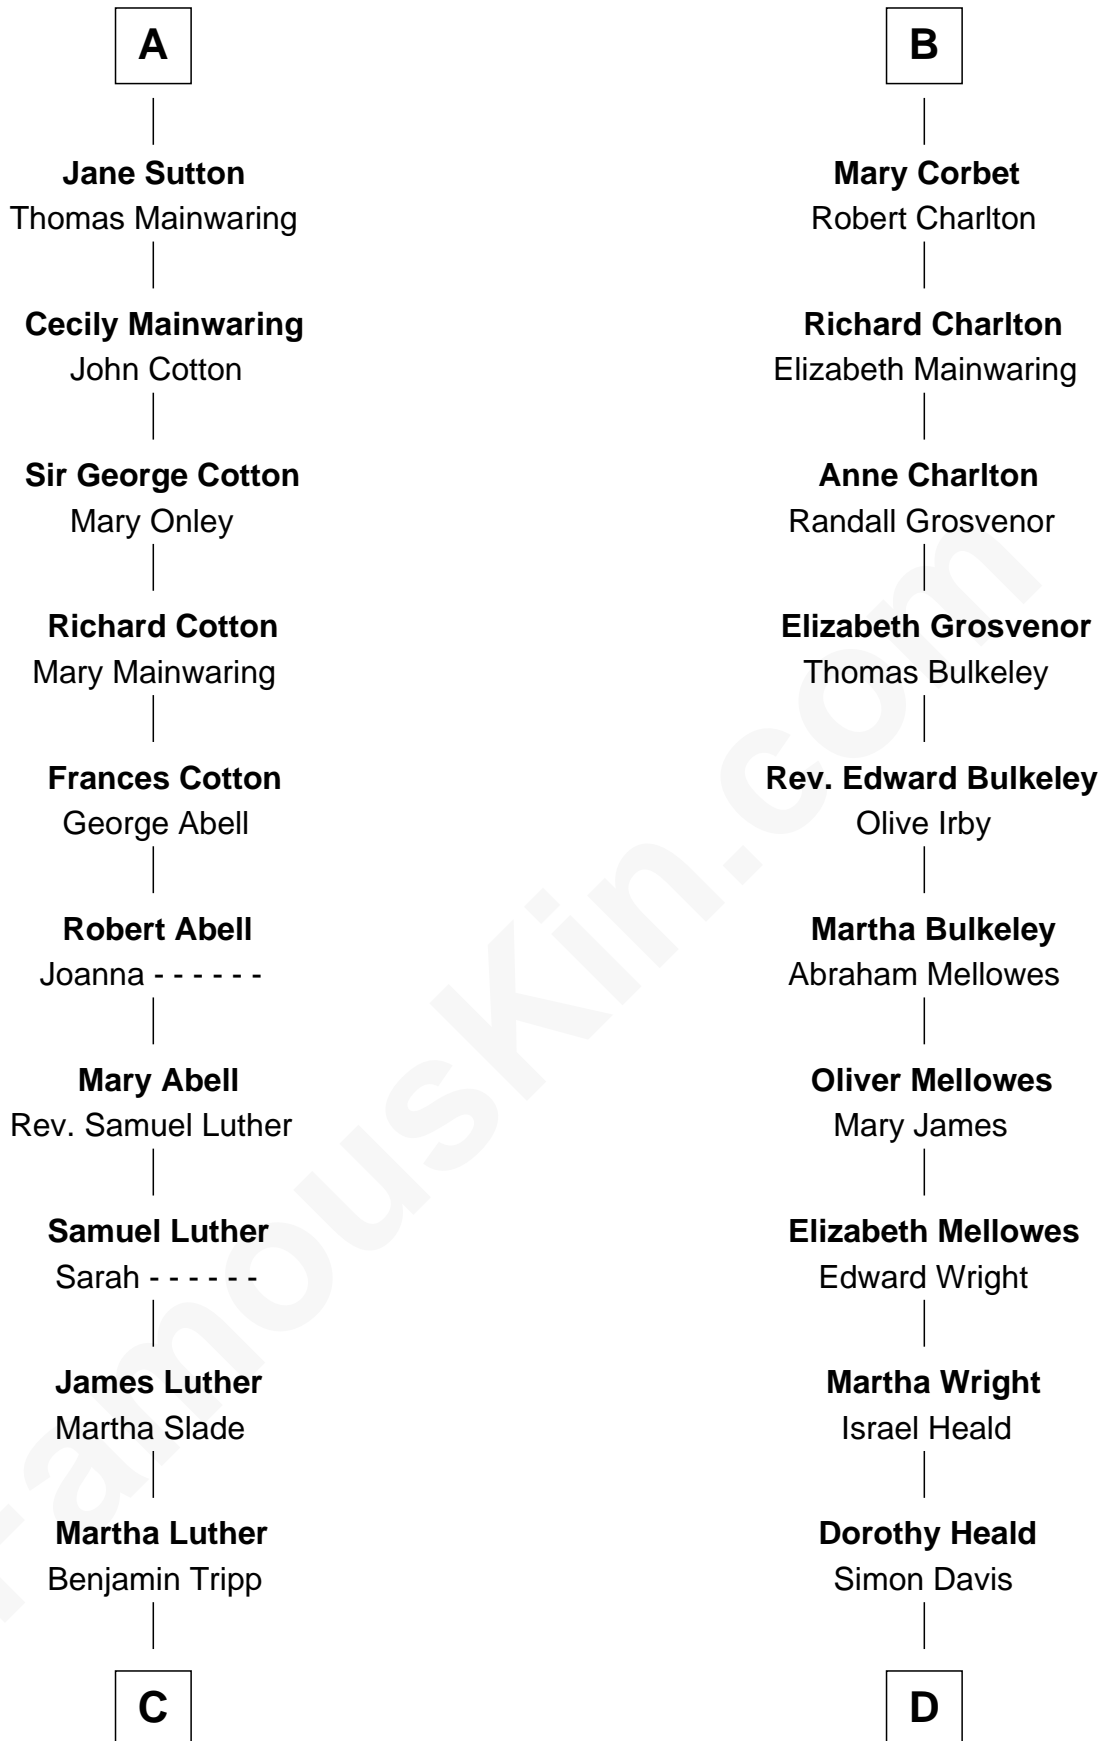 A
Jane Sutton
Thomas Mainwaring
Cecily Mainwaring
John Cotton
Sir George Cotton
Mary Onley
Richard Cotton
Mary Mainwaring
Frances Cotton
George Abell
Robert Abell
Joanna - - - - - -
Mary Abell
Rev. Samuel Luther
Samuel Luther
Sarah - - - - - -
James Luther
Martha Slade
Martha Luther
Benjamin Tripp
C
B
Mary Corbet
Robert Charlton
Richard Charlton
Elizabeth Mainwaring
Anne Charlton
Randall Grosvenor
Elizabeth Grosvenor
Thomas Bulkeley
Rev. Edward Bulkeley
Olive Irby
Martha Bulkeley
Abraham Mellowes
Oliver Mellowes
Mary James
Elizabeth Mellowes
Edward Wright
Martha Wright
Israel Heald
Dorothy Heald
Simon Davis
D
FamousKin.com